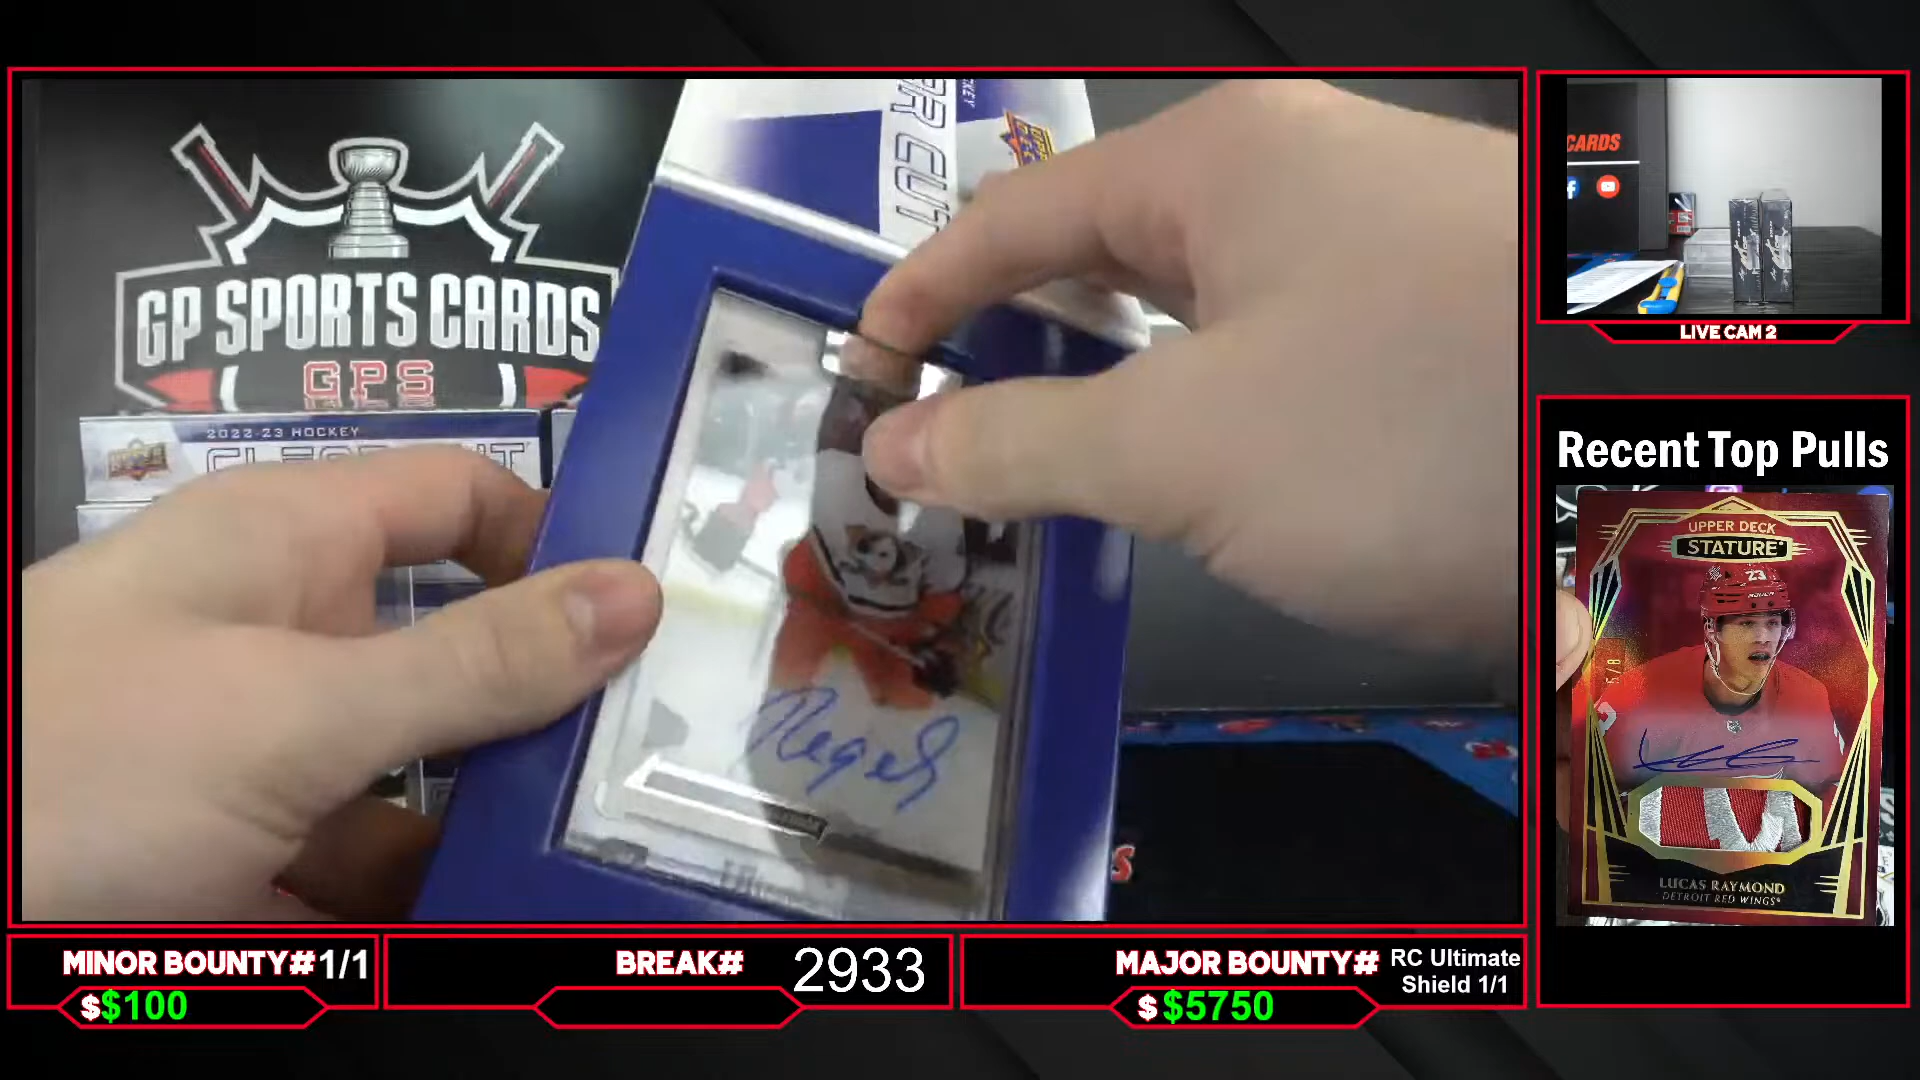 GP SPORTS CARDS
GPS
2022-23 HOCKEY
CARDS
LIVE CAM 2
Recent Top Pulls
UPPER DECK
STATURE
23
LUCAS RAYMOND
DETROIT RED WINGS
MINOR BOUNTY# 1/1
$$100
BREAK# 2933
MAJOR BOUNTY# RC Ultimate
Shield 1/1
$ $5750